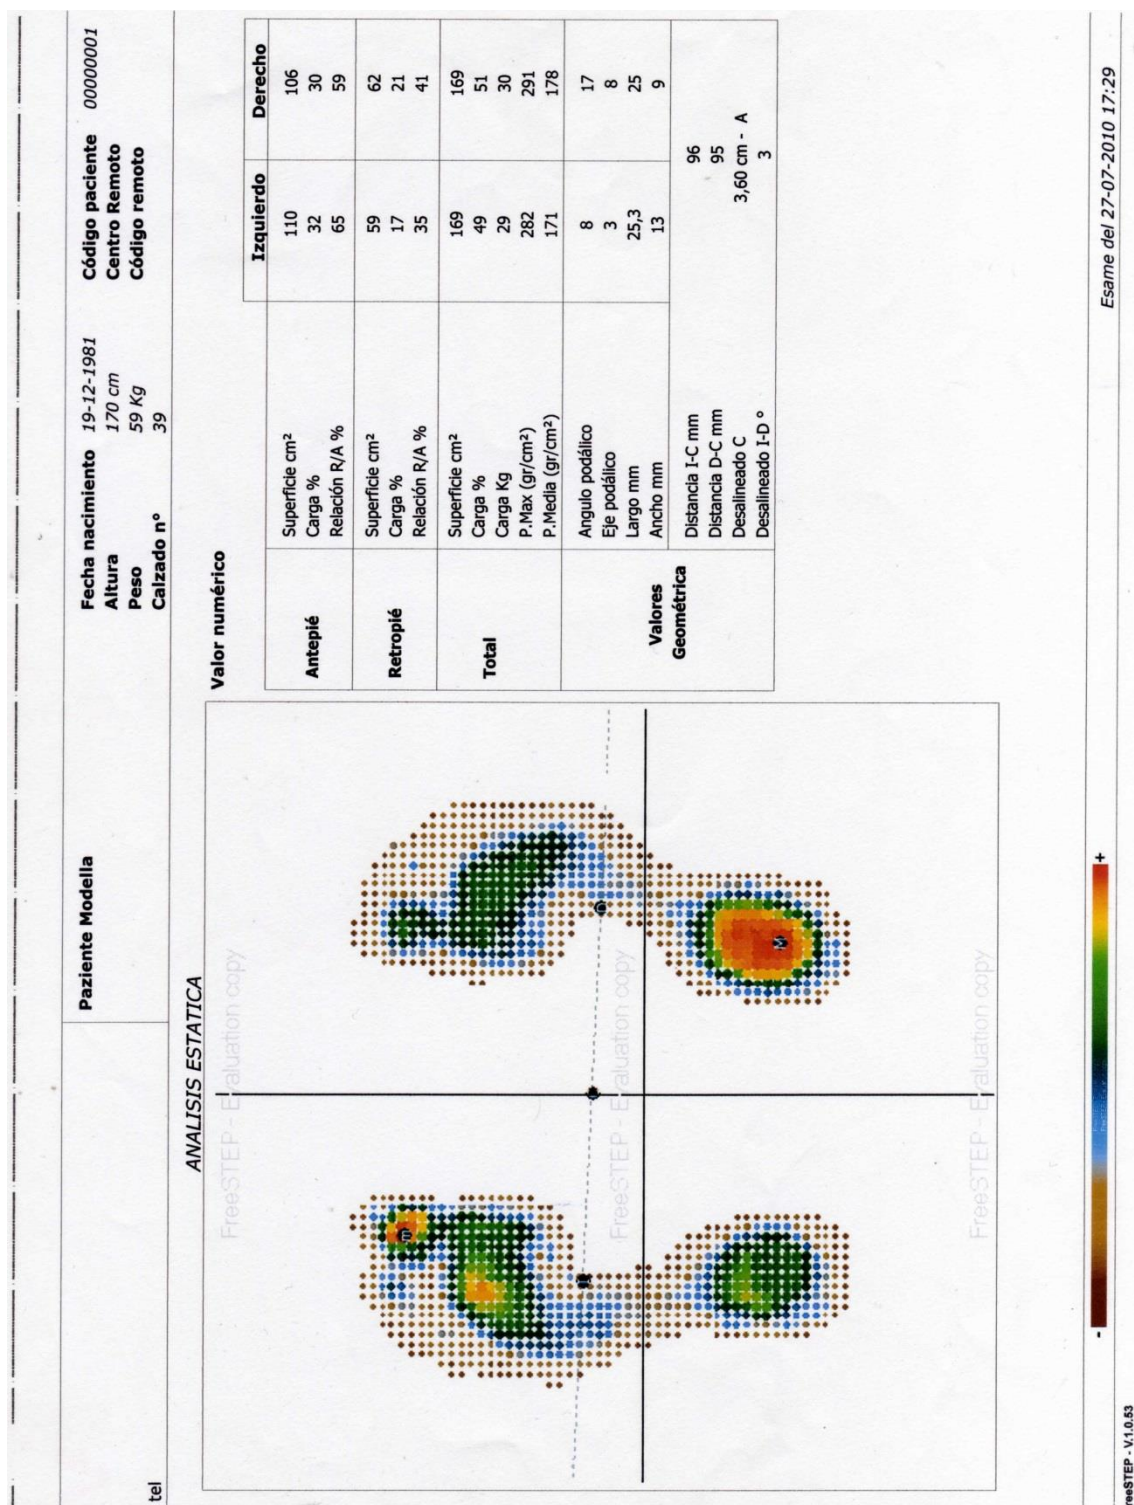 Paziente Modella
Fecha nacimiento 19-12-1981
Altura 170 cm
Peso 59 Kg
Calzado n° 39
Código paciente 00000001
Centro Remoto
Código remoto
tel
ANALISIS ESTATICA
FreeSTEP - Evaluation copy
FreeSTEP - Evaluation copy
FreeSTEP - Evaluation copy
Valor numérico
Izquierdo Derecho
Antepié
Superficie cm² 110 106
Carga % 32 30
Relación R/A % 65 59
Retropié
Superficie cm² 59 62
Carga % 17 21
Relación R/A % 35 41
Total
Superficie cm² 169 169
Carga % 49 51
Carga Kg 29 30
P.Max (gr/cm²) 282 291
P.Media (gr/cm²) 171 178
Valores
Geométrica
Angulo podálico 8 17
Eje podálico 3 8
Largo mm 25,3 25
Ancho mm 13 9
Distancia I-C mm 96
Distancia D-C mm 95
Desalineado C 3,60 cm - A
Desalineado I-D ° 3
- +
Esame del 27-07-2010 17:29
reeSTEP - V.1.0.53